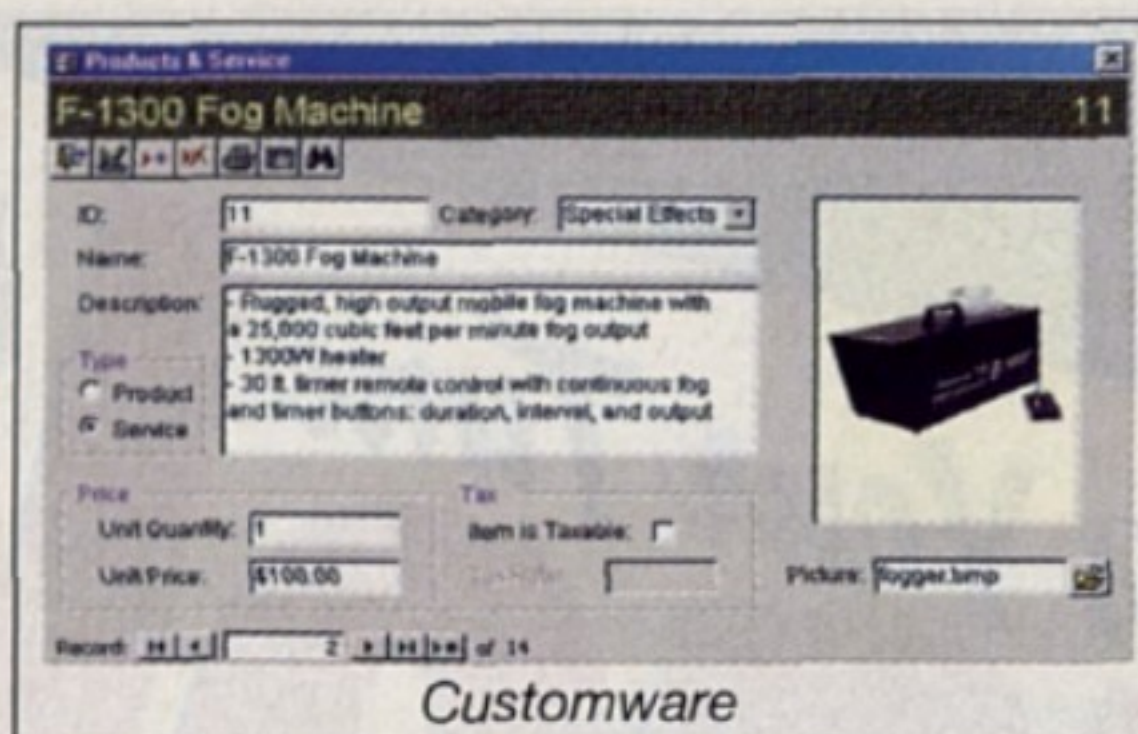 Products & Service
F-1300 Fog Machine 11
ID: 11 Category: Special Effects
Name: F-1300 Fog Machine
Description: - Rugged, high output mobile fog machine with
a 25,000 cubic feet per minute fog output
- 1300W heater
- 30 ft. timer remote control with continuous fog
and timer buttons: duration, interval, and output
Type
Product
Service
Price
Unit Quantity: 1
Unit Price: $100.00
Tax
Item is Taxable:
Tax Rate:
Picture: fogger.bmp
Record: 2 of 14
Customware